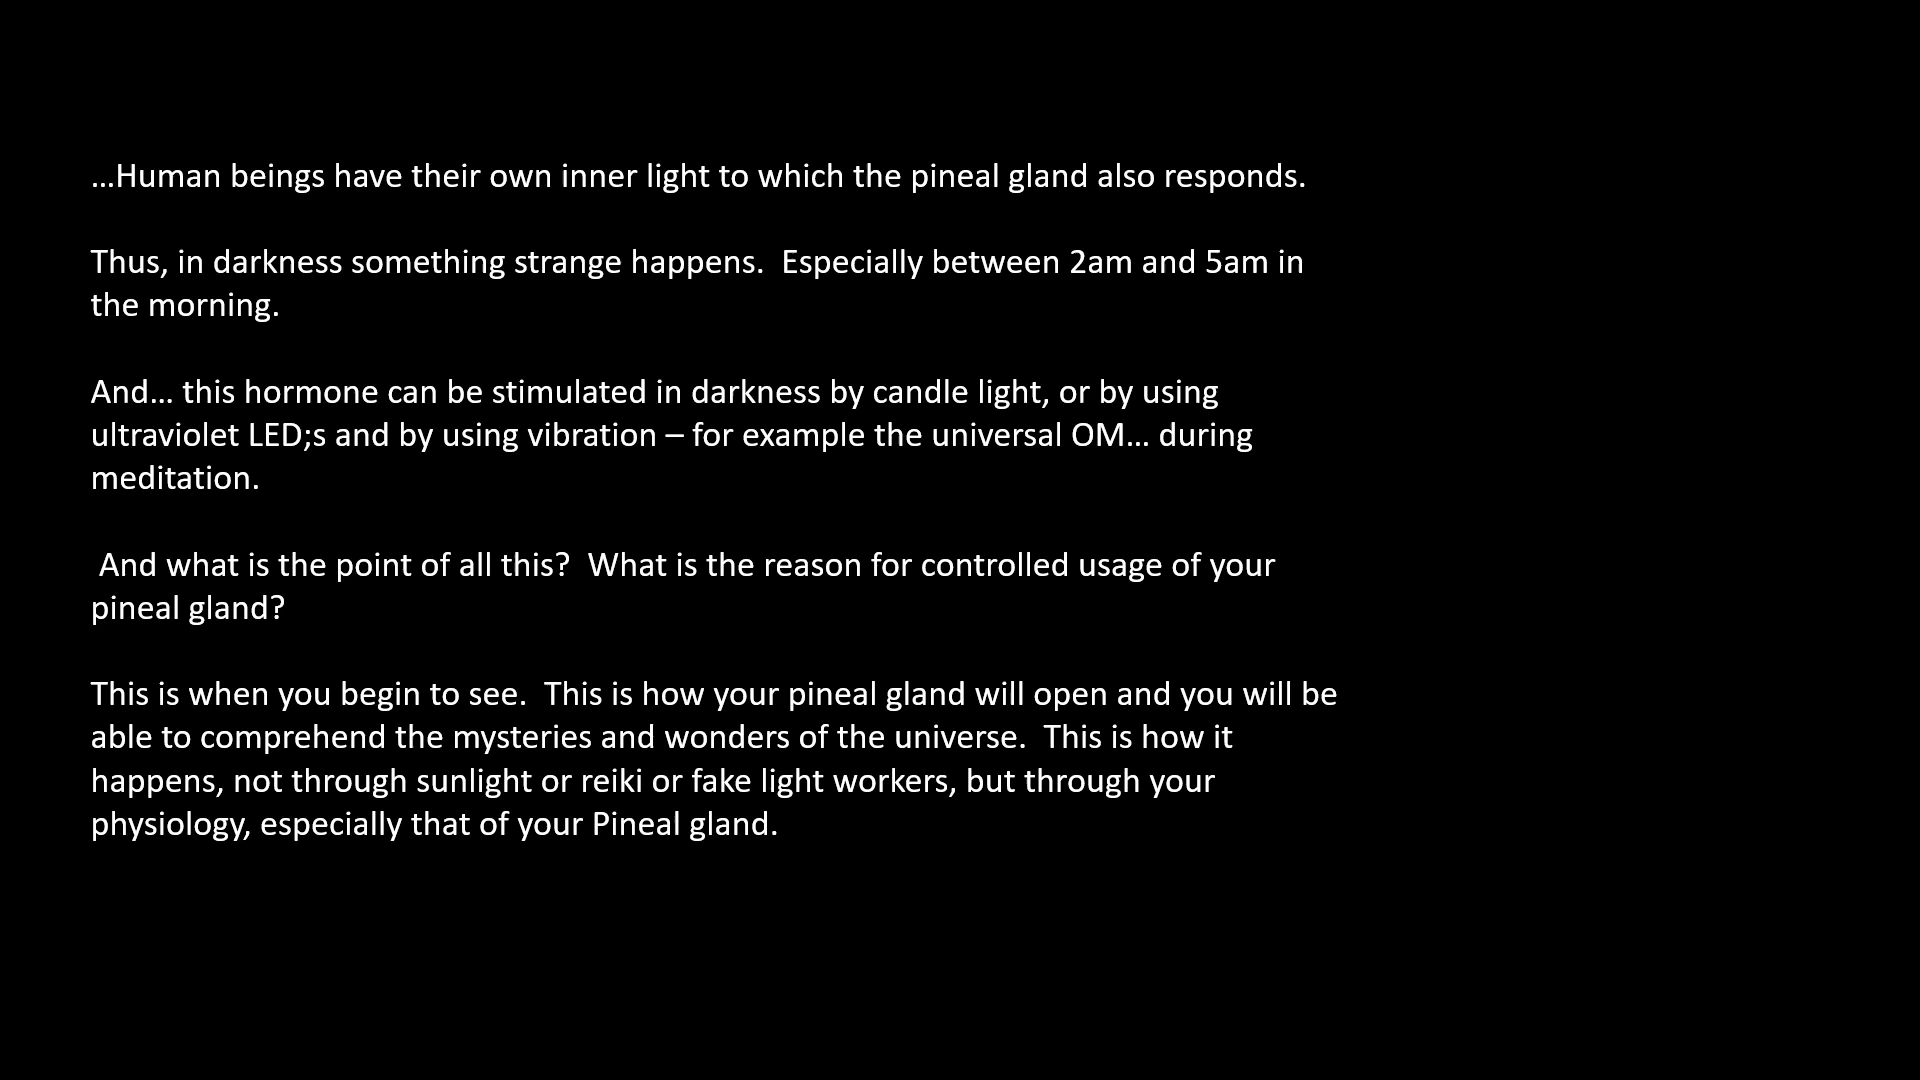 …Human beings have their own inner light to which the pineal gland also responds.
Thus, in darkness something strange happens.  Especially between 2am and 5am in
the morning.
And… this hormone can be stimulated in darkness by candle light, or by using
ultraviolet LED;s and by using vibration – for example the universal OM… during
meditation.
And what is the point of all this?  What is the reason for controlled usage of your
pineal gland?
This is when you begin to see.  This is how your pineal gland will open and you will be
able to comprehend the mysteries and wonders of the universe.  This is how it
happens, not through sunlight or reiki or fake light workers, but through your
physiology, especially that of your Pineal gland.